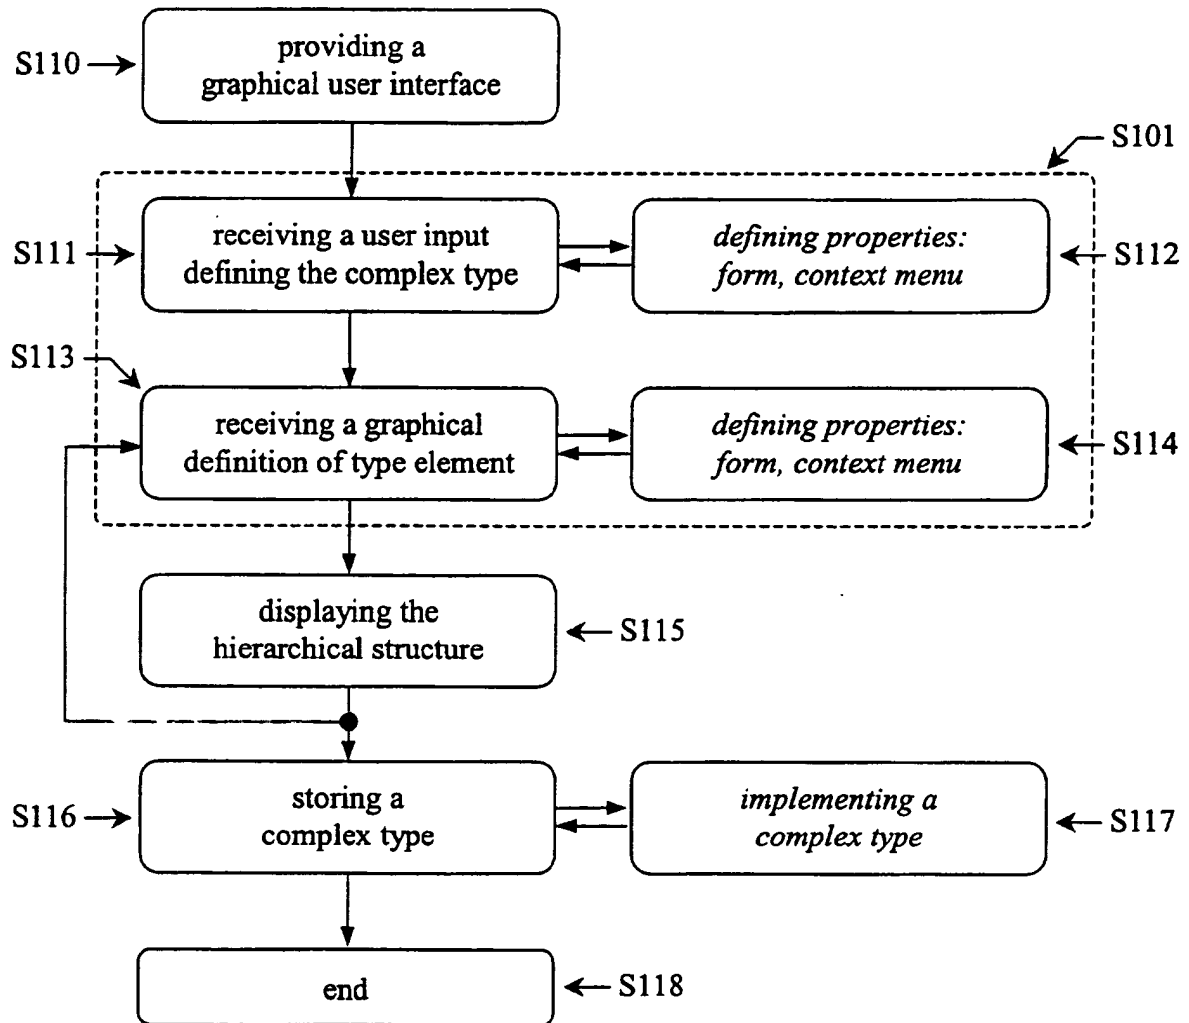 providing a
S110
graphical user interface
S101
receiving a user input
defining the complex type
S111
defining properties:
form, context menu
S112
S113
receiving a graphical
definition of type element
defining properties:
form, context menu
S114
displaying the
hierarchical structure
S115
S116
storing a
complex type
implementing a
complex type
S117
end
S118